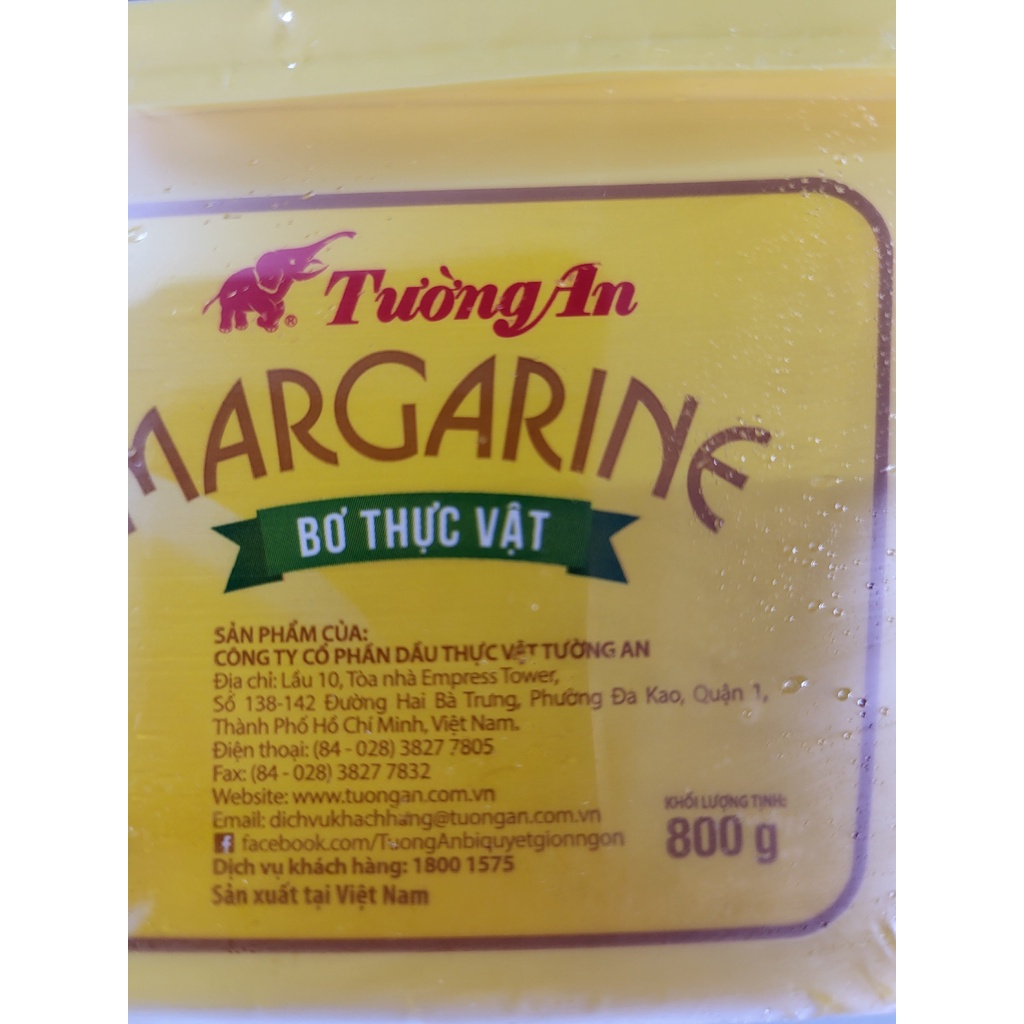 Tường An
MARGARINE
BƠ THỰC VẬT
SẢN PHẨM CỦA:
CÔNG TY CỔ PHẦN DẦU THỰC VẬT TƯỜNG AN
Địa chỉ: Lầu 10, Tòa nhà Empress Tower,
Số 138-142 Đường Hai Bà Trưng, Phường Đa Kao, Quận 1,
Thành Phố Hồ Chí Minh, Việt Nam.
Điện thoại: (84 - 028) 3827 7805
Fax: (84 - 028) 3827 7832
Website: www.tuongan.com.vn
Email: dichvukhachhang@tuongan.com.vn
facebook.com/TuongAnbiquyetgionngon
Dịch vụ khách hàng: 1800 1575
Sản xuất tại Việt Nam
KHỐI LƯỢNG TỊNH:
800 g